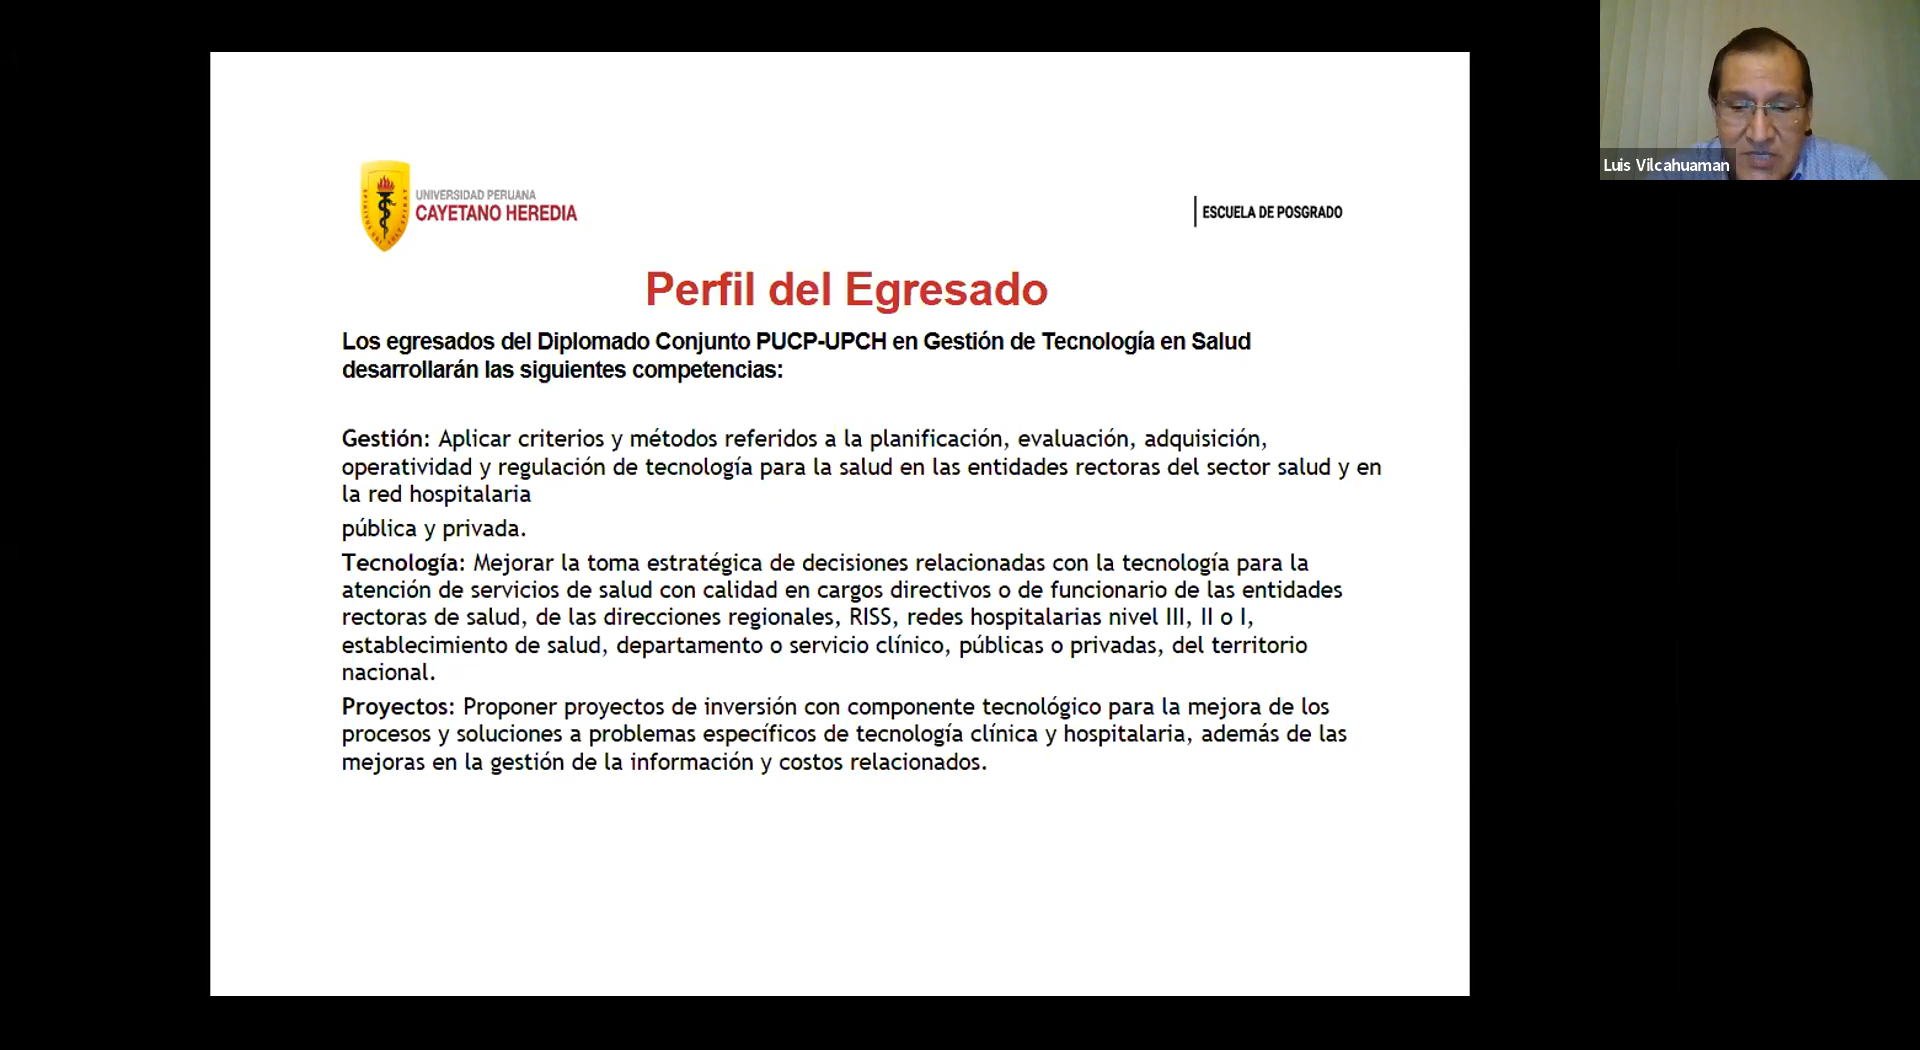 UNIVERSIDAD PERUANA
CAYETANO HEREDIA
ESCUELA DE POSGRADO
Perfil del Egresado
Los egresados del Diplomado Conjunto PUCP-UPCH en Gestión de Tecnología en Salud
desarrollarán las siguientes competencias:
Gestión: Aplicar criterios y métodos referidos a la planificación, evaluación, adquisición,
operatividad y regulación de tecnología para la salud en las entidades rectoras del sector salud y en
la red hospitalaria
pública y privada.
Tecnología: Mejorar la toma estratégica de decisiones relacionadas con la tecnología para la
atención de servicios de salud con calidad en cargos directivos o de funcionario de las entidades
rectoras de salud, de las direcciones regionales, RISS, redes hospitalarias nivel III, II o I,
establecimiento de salud, departamento o servicio clínico, públicas o privadas, del territorio
nacional.
Proyectos: Proponer proyectos de inversión con componente tecnológico para la mejora de los
procesos y soluciones a problemas específicos de tecnología clínica y hospitalaria, además de las
mejoras en la gestión de la información y costos relacionados.
Luis Vilcahuaman